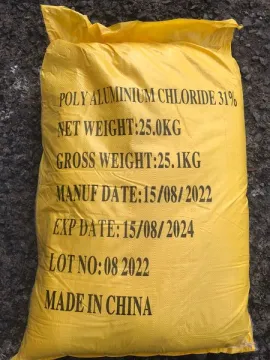 POLY ALUMINIUM CHLORIDE 31%
NET WEIGHT:25.0KG
GROSS WEIGHT:25.1KG
MANUF DATE:15/08/2022
EXP DATE:15/08/2024
LOT NO: 08 2022
MADE IN CHINA